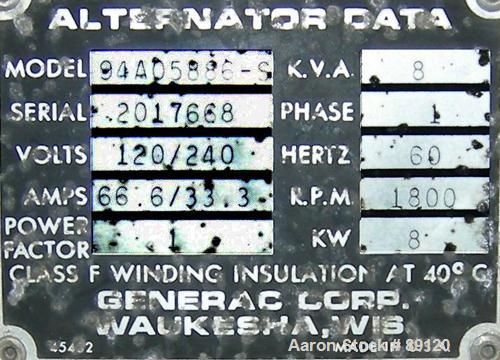 ALTERNATOR DATA
MODEL 94A05886-S K.V.A. 8
SERIAL 2017668 PHASE 1
VOLTS 120/240 HERTZ 60
AMPS 66.6/33.3 R.P.M. 1800
POWER FACTOR 1 KW 8
CLASS F WINDING INSULATION AT 40° C
GENERAC CORP.
WAUKESHA, WIS.
45402
Aaron Stock# 89120